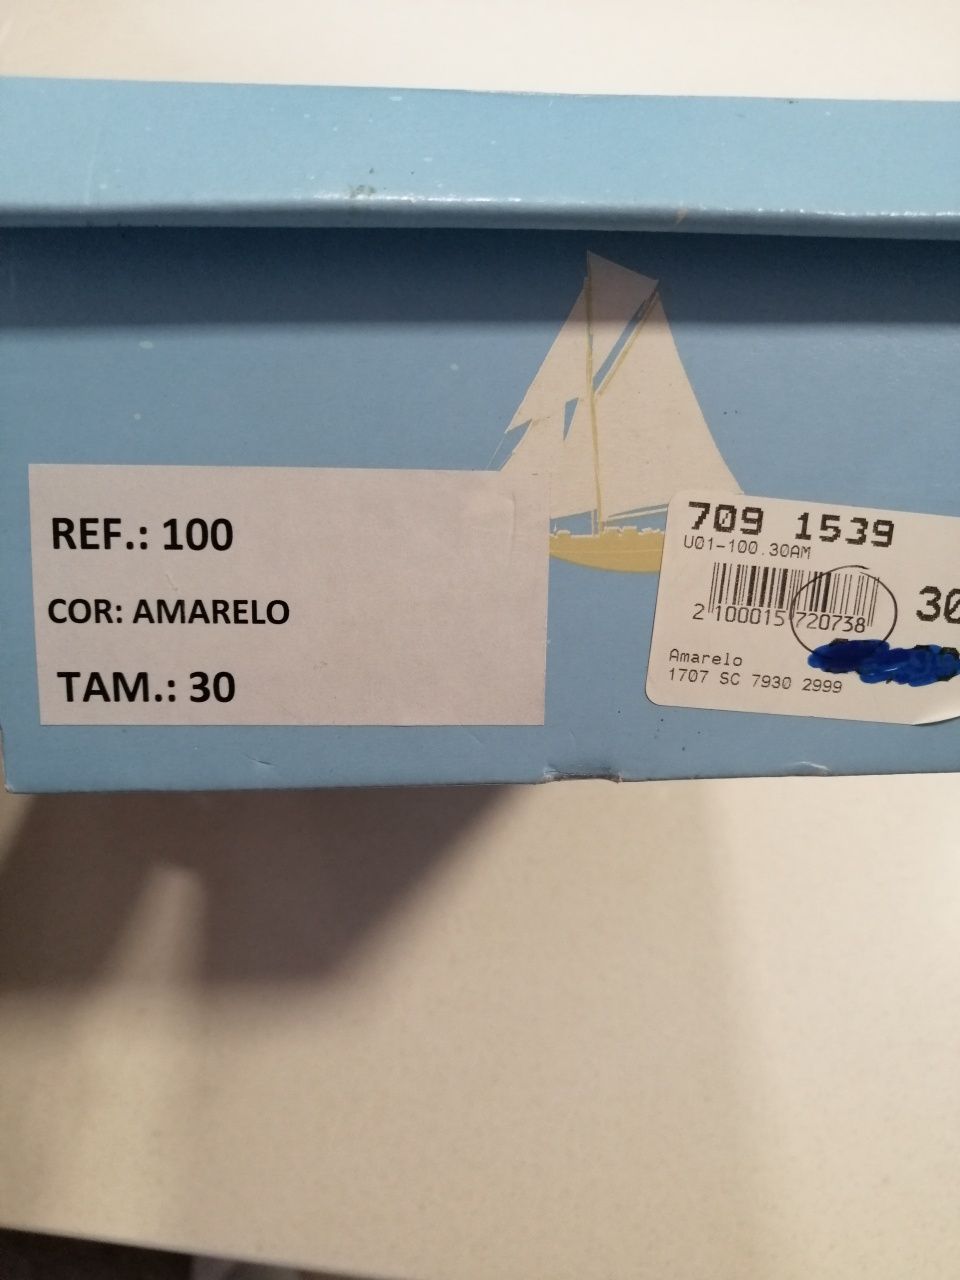 REF.: 100
COR: AMARELO
TAM.: 30
709 1539
U01-100.30AM
30
2 100015 720738
Amarelo
1707 SC 7930 2999